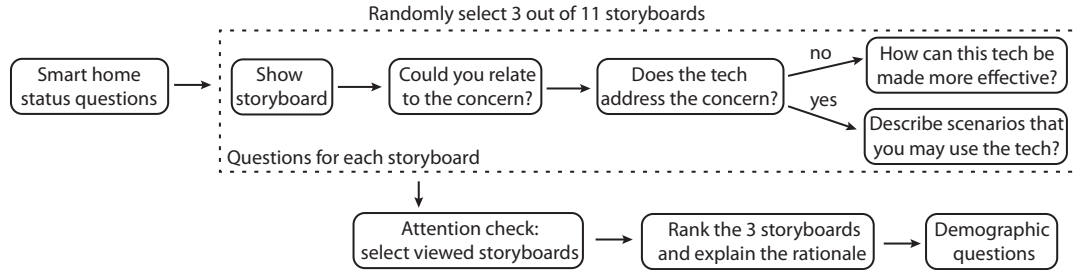 Randomly select 3 out of 11 storyboards
Smart home
status questions
Show
storyboard
Could you relate
to the concern?
Does the tech
address the concern?
no
How can this tech be
made more effective?
yes
Describe scenarios that
you may use the tech?
Questions for each storyboard
Attention check:
select viewed storyboards
Rank the 3 storyboards
and explain the rationale
Demographic
questions